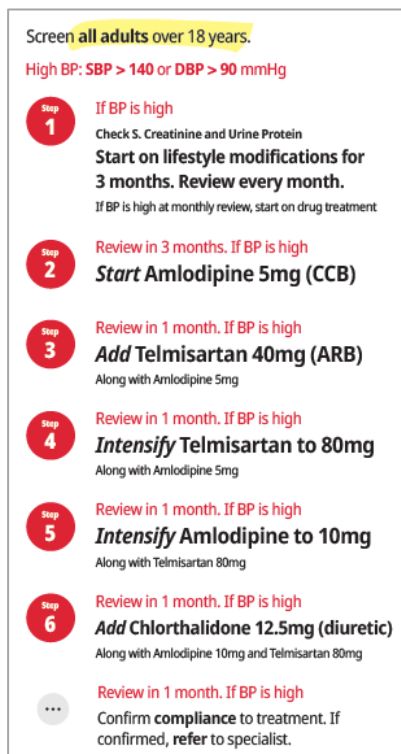 Screen all adults over 18 years.
High BP: SBP > 140 or DBP > 90 mmHg
Step
1
If BP is high
Check S. Creatinine and Urine Protein
Start on lifestyle modifications for
3 months. Review every month.
If BP is high at monthly review, start on drug treatment
Step
2
Review in 3 months. If BP is high
Start Amlodipine 5mg (CCB)
Step
3
Review in 1 month. If BP is high
Add Telmisartan 40mg (ARB)
Along with Amlodipine 5mg
Step
4
Review in 1 month. If BP is high
Intensify Telmisartan to 80mg
Along with Amlodipine 5mg
Step
5
Review in 1 month. If BP is high
Intensify Amlodipine to 10mg
Along with Telmisartan 80mg
Step
6
Review in 1 month. If BP is high
Add Chlorthalidone 12.5mg (diuretic)
Along with Amlodipine 10mg and Telmisartan 80mg
...
Review in 1 month. If BP is high
Confirm compliance to treatment. If
confirmed, refer to specialist.